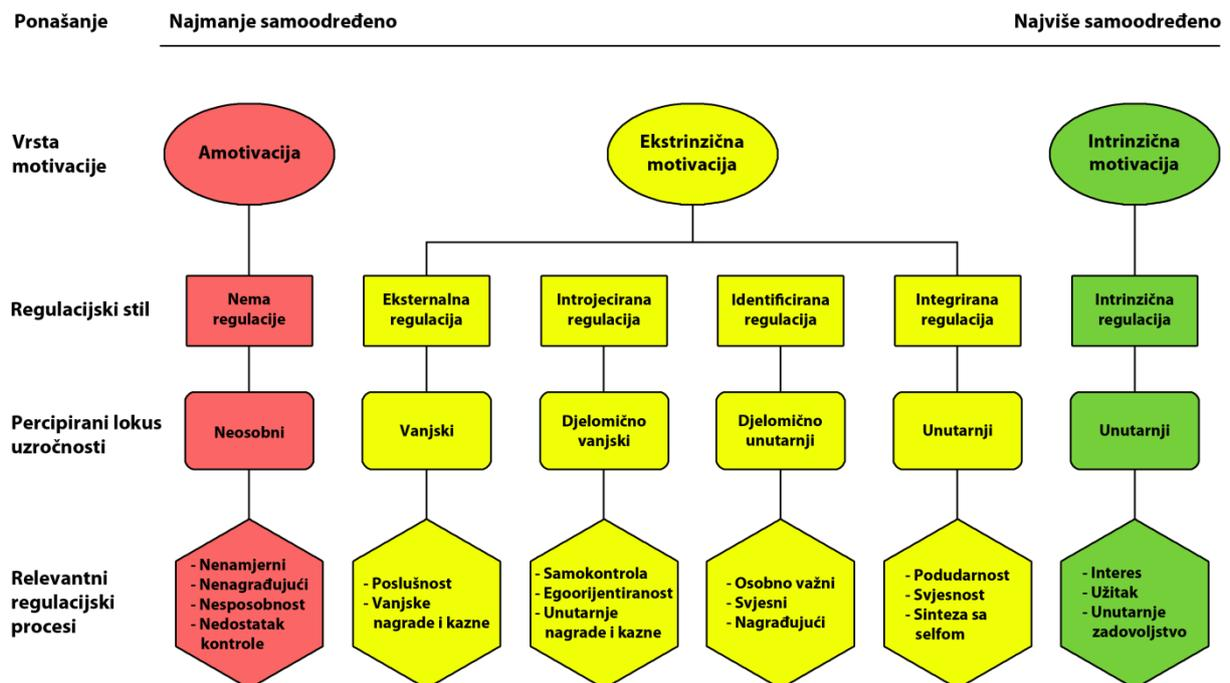 Ponašanje
Najmanje samoodređeno
Najviše samoodređeno
Vrsta
motivacije
Amotivacija
Ekstrinzična
motivacija
Intrinzična
motivacija
Regulacijski stil
Nema
regulacije
Eksternalna
regulacija
Introjecirana
regulacija
Identificirana
regulacija
Integrirana
regulacija
Intrinzična
regulacija
Percipirani lokus
uzročnosti
Neosobni
Vanjski
Djelomično
vanjski
Djelomično
unutarnji
Unutarnji
Unutarnji
Relevantni
regulacijski
procesi
- Nenamjerni
- Nenagrađujući
- Nesposobnost
- Nedostatak
kontrole
- Poslušnost
- Vanjske
nagrade i kazne
- Samokontrola
- Egoorijentiranost
- Unutarnje
nagrade i kazne
- Osobno važni
- Svjesni
- Nagrađujući
- Podudarnost
- Svjesnost
- Sinteza sa
selfom
- Interes
- Užitak
- Unutarnje
zadovoljstvo